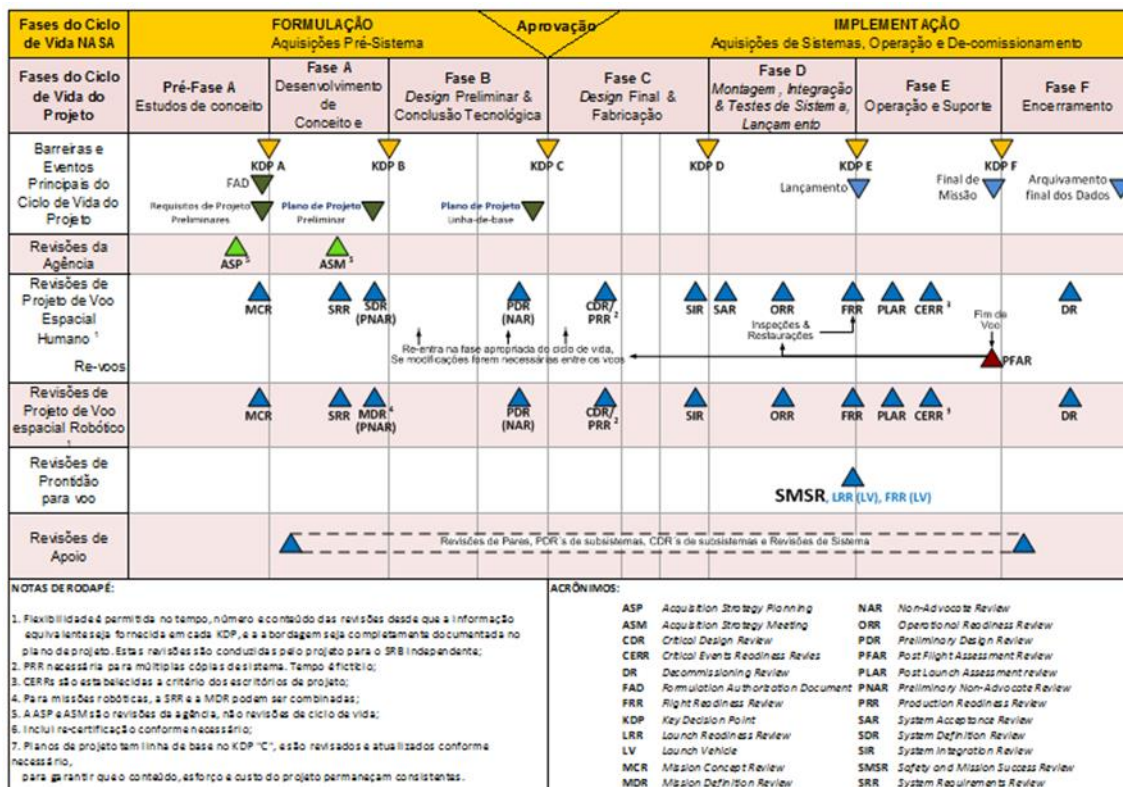 Fases do Ciclo
de Vida NASA
FORMULAÇÃO
Aquisições Pré-Sistema
Aprovação
IMPLEMENTAÇÃO
Aquisições de Sistemas, Operação e De-comissionamento
Fases do Ciclo
de Vida do
Projeto
Pré-Fase A
Estudos de conceito
Fase A
Desenvolvimento
de
Conceito e
Fase B
Design Preliminar &
Conclusão Tecnológica
Fase C
Design Final &
Fabricação
Fase D
Montagem, Integração
& Testes de Sistema,
Lançamento
Fase E
Operação e Suporte
Fase F
Encerramento
Barreiras e
Eventos
Principais do
Ciclo de Vida do
Projeto
KDP A
KDP B
KDP C
KDP D
KDP E
KDP F
FAD
Requisitos de Projeto
Preliminares
Plano de Projeto
Preliminar
Plano de Projeto
Linha-de-base
Lançamento
Final de
Missão
Arquivamento
final dos Dados
Revisões da
Agência
ASP 5
ASM 5
Revisões de
Projeto de Voo
Espacial
Humano 1
Re-voos
MCR
SRR
SDR
(PNAR)
PDR
(NAR)
CDR/
PRR 2
SIR
SAR
ORR
FRR
PLAR
CERR 3
DR
Inspeções &
Restaurações
Fim de
Voo
Re-entra na fase apropriada do ciclo de vida,
Se modificações forem necessárias entre os voos
PFAR
Revisões de
Projeto de Voo
espacial Robótico
1
MCR
SRR
MDR 4
(PNAR)
PDR
(NAR)
CDR/
PRR 2
SIR
ORR
FRR
PLAR
CERR 3
DR
Revisões de
Prontidão
para voo
SMSR, LRR (LV), FRR (LV)
Revisões de
Apoio
Revisões de Pares, PDR´s de subsistemas, CDR´s de subsistemas e Revisões de Sistema
NOTAS DE RODAPÉ:
1. Flexibilidade é permitida no tempo, número e conteúdo das revisões desde que a informação
equivalente seja fornecida em cada KDP, e a abordagem seja completamente documentada no
plano de projeto. Estas revisões são conduzidas pelo projeto para o SRB independente;
2. PRR necessária para múltiplas cópias de sistema. Tempo é fictício;
3. CERRs são estabelecidas a critério dos escritórios de projeto;
4. Para missões robóticas, a SRR e a MDR podem ser combinadas;
5. A ASP e ASM são revisões da agência, não revisões de ciclo de vida;
6. Inclui re-certificação conforme necessário;
7. Planos de projeto tem linha de base no KDP "C", e são revisados e atualizados conforme
necessário,
para garantir que o conteúdo, esforço e custo do projeto permaneçam consistentes.
ACRÔNIMOS:
ASP Acquisition Strategy Planning
ASM Acquisition Strategy Meeting
CDR Critical Design Review
CERR Critical Events Readiness Revies
DR Decommissioning Review
FAD Formulation Authorization Document
FRR Flight Readiness Review
KDP Key Decision Point
LRR Launch Readiness Review
LV Launch Vehicle
MCR Mission Concept Review
MDR Mission Definition Review
NAR Non-Advocate Review
ORR Operational Readiness Review
PDR Preliminary Design Review
PFAR Post Flight Assessment Review
PLAR Post Launch Assessment review
PNAR Preliminary Non-Advocate Review
PRR Production Readiness Review
SAR System Acceptance Review
SDR System Definition Review
SIR System Integration Review
SMSR Safety and Mission Success Review
SRR System Requirements Review